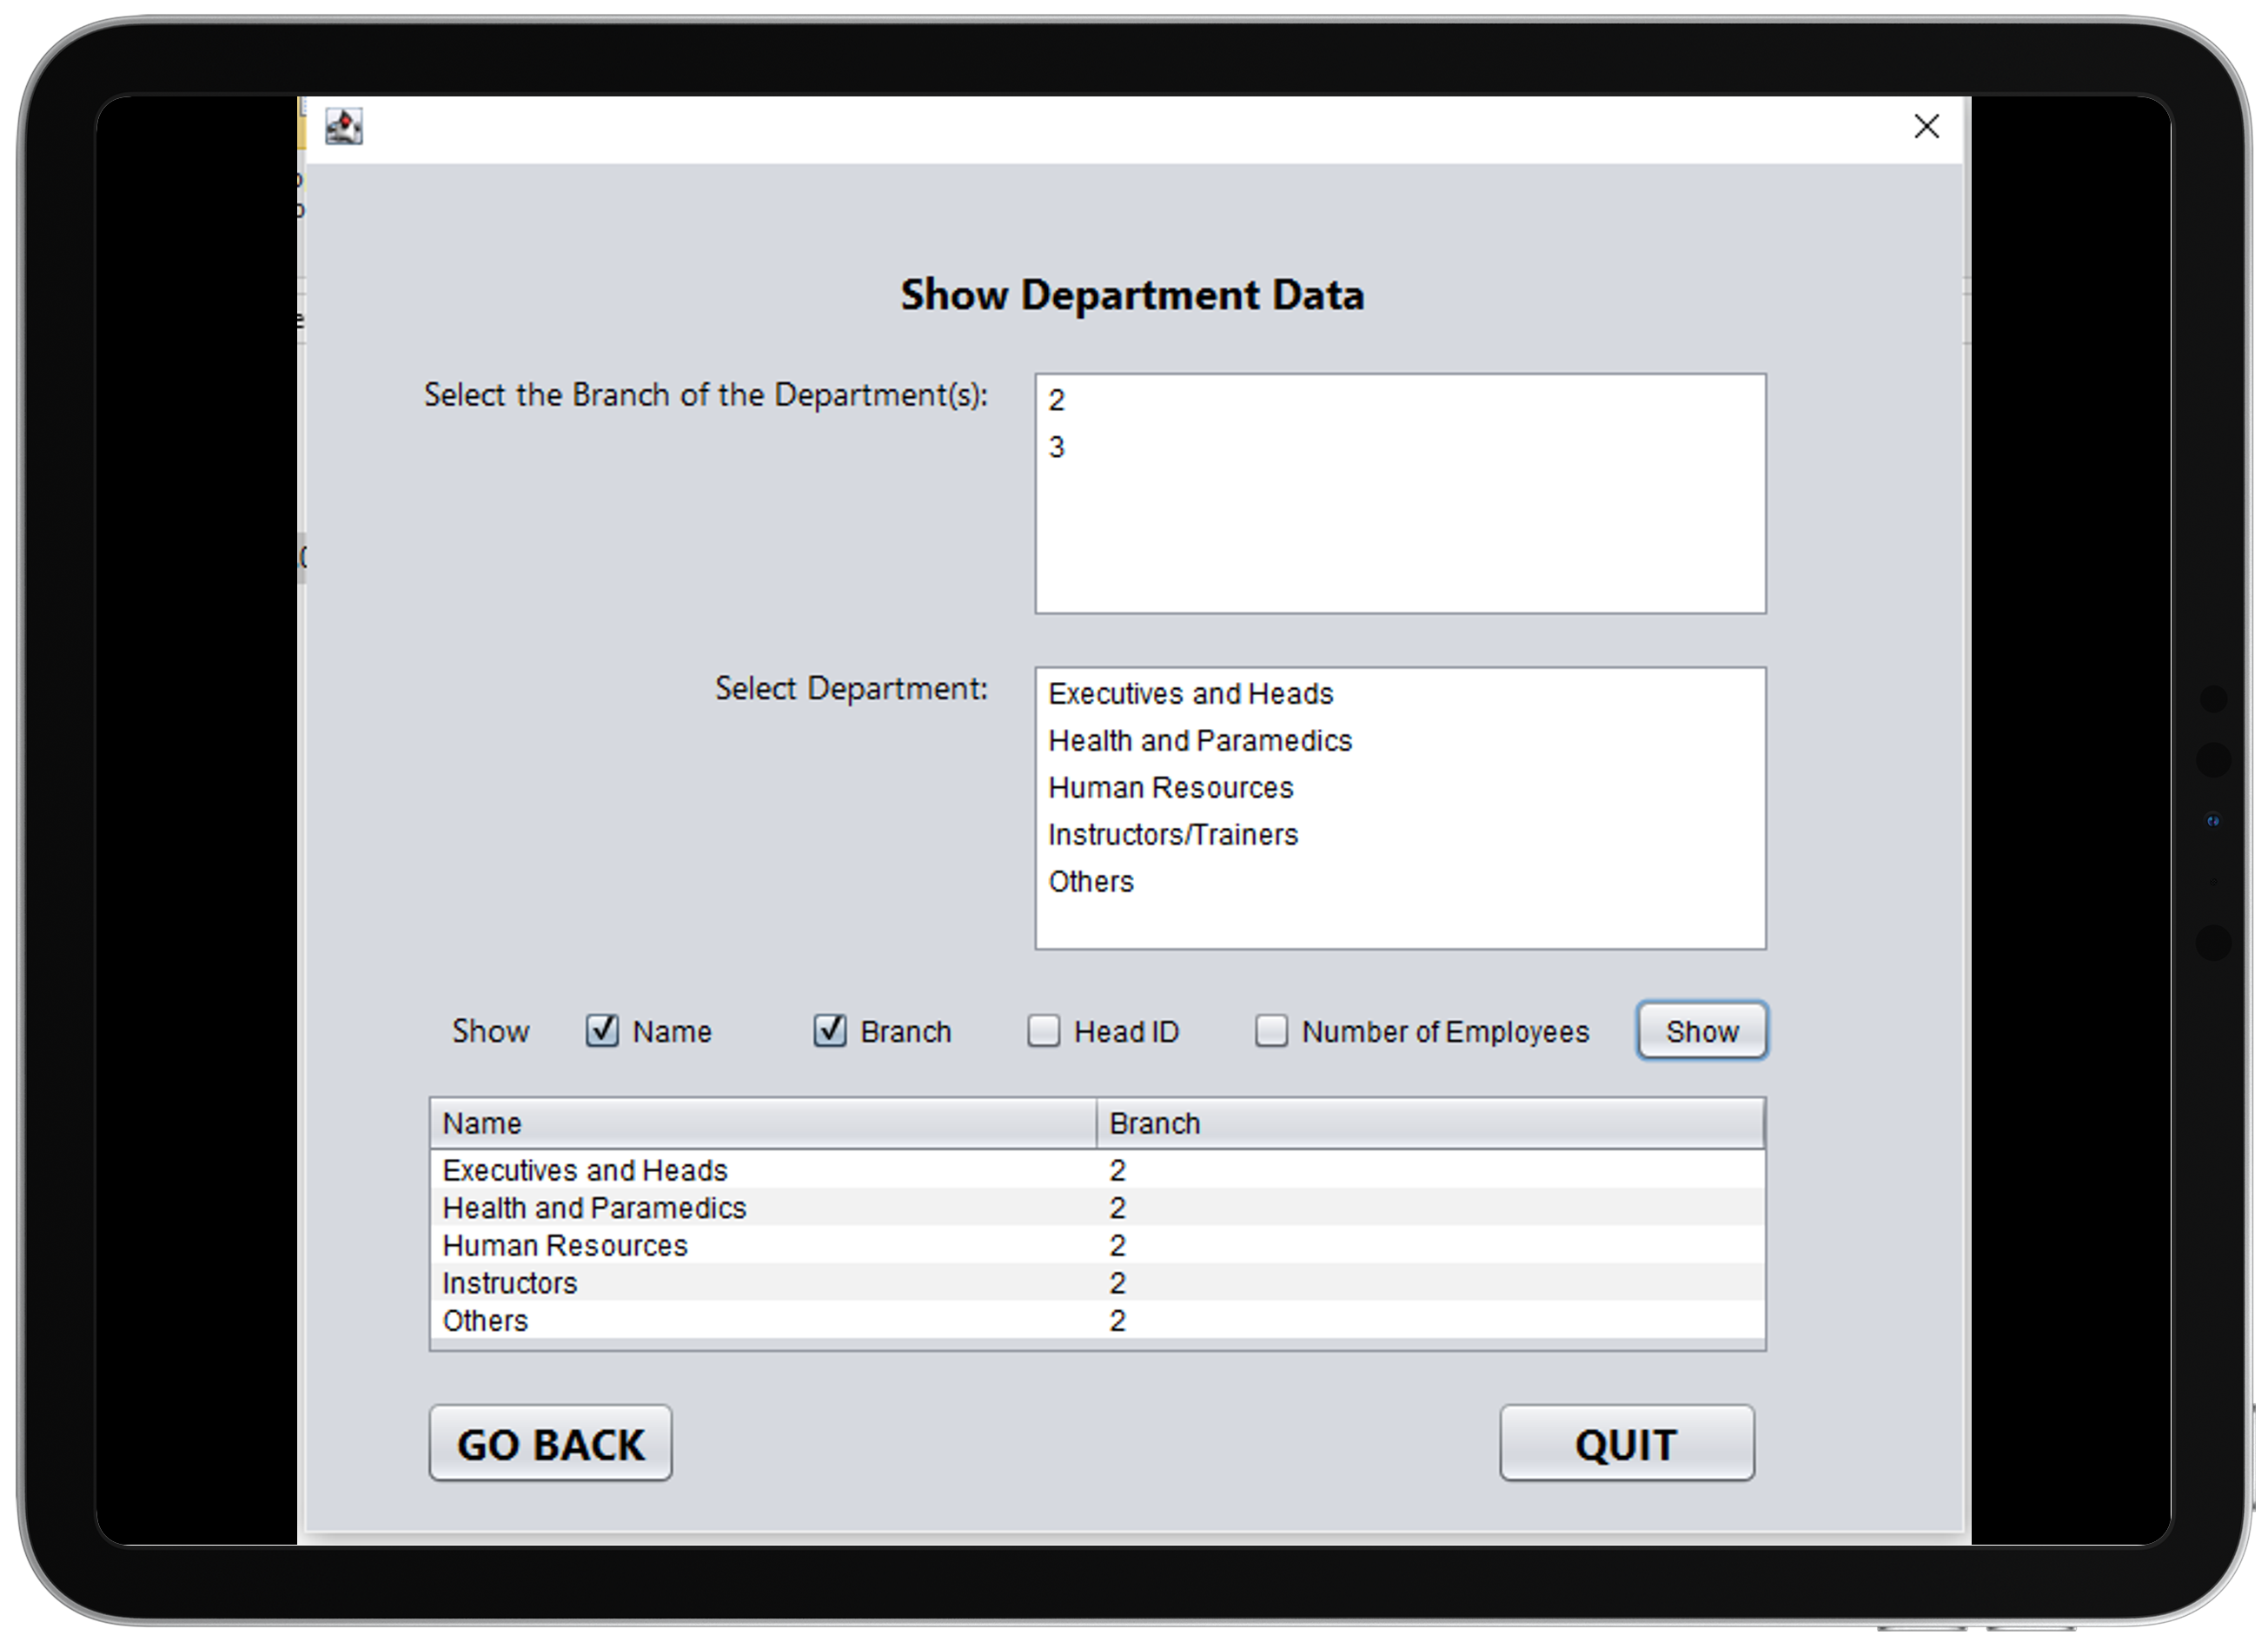 Show Department Data
Select the Branch of the Department(s):
2
3
Select Department:
Executives and Heads
Health and Paramedics
Human Resources
Instructors/Trainers
Others
Show Name Branch Head ID Number of Employees Show
Name Branch
Executives and Heads 2
Health and Paramedics 2
Human Resources 2
Instructors 2
Others 2
GO BACK QUIT